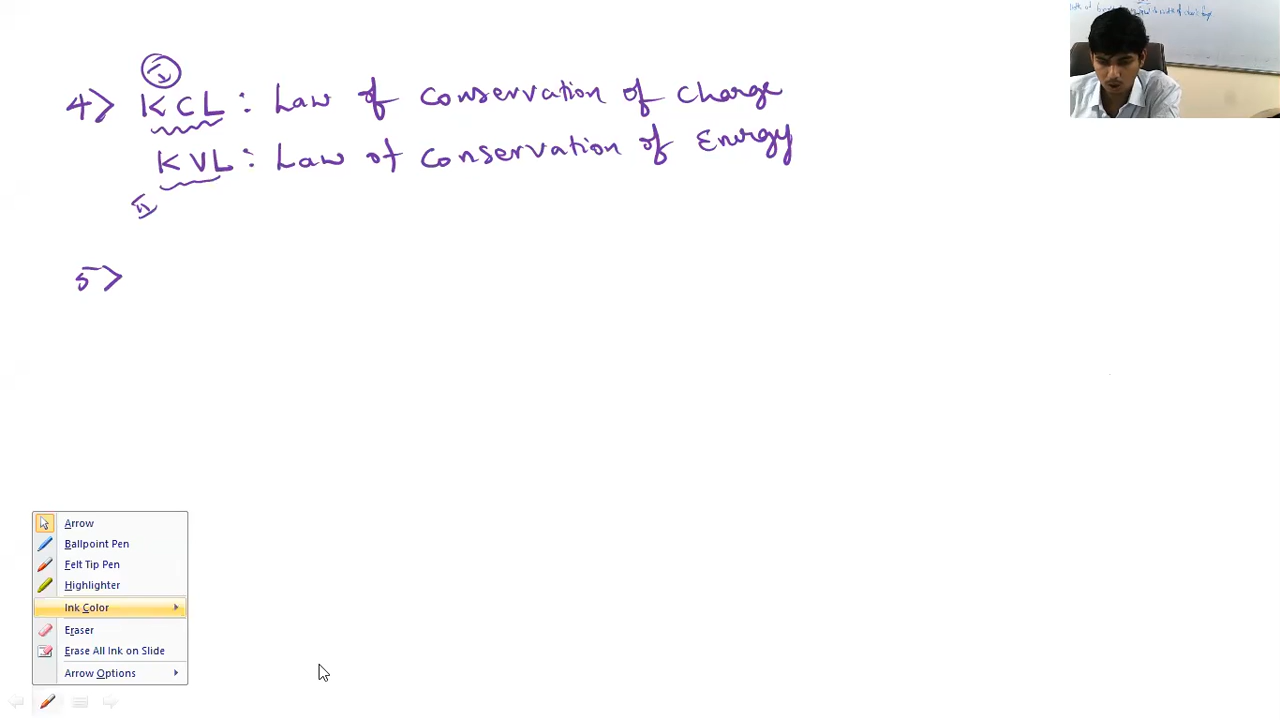 I
4> KCL : Law of conservation of charge
KVL : Law of conservation of Energy
II
5>
Arrow
Ballpoint Pen
Felt Tip Pen
Highlighter
Ink Color
Eraser
Erase All Ink on Slide
Arrow Options